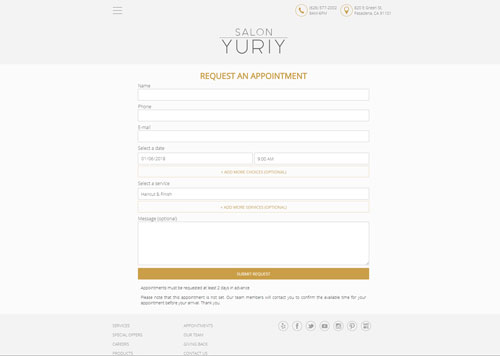 (626) 577-2002
8AM-6PM
820 E Green St.
Pasadena, CA 91101
SALON
YURIY
REQUEST AN APPOINTMENT
Name
Phone
E-mail
Select a date
01-06-2018
9:00 AM
+ ADD MORE CHOICES (OPTIONAL)
Select a service
Haircut & Finish
+ ADD MORE SERVICES (OPTIONAL)
Message (optional)
SUBMIT REQUEST
Appointments must be requested at least 2 days in advance
Please note that this appointment is not set. Our team members will contact you to confirm the available time for your
appointment before your arrival. Thank you.
SERVICES
APPOINTMENTS
SPECIAL OFFERS
OUR TEAM
CAREERS
GIVING BACK
PRODUCTS
CONTACT US